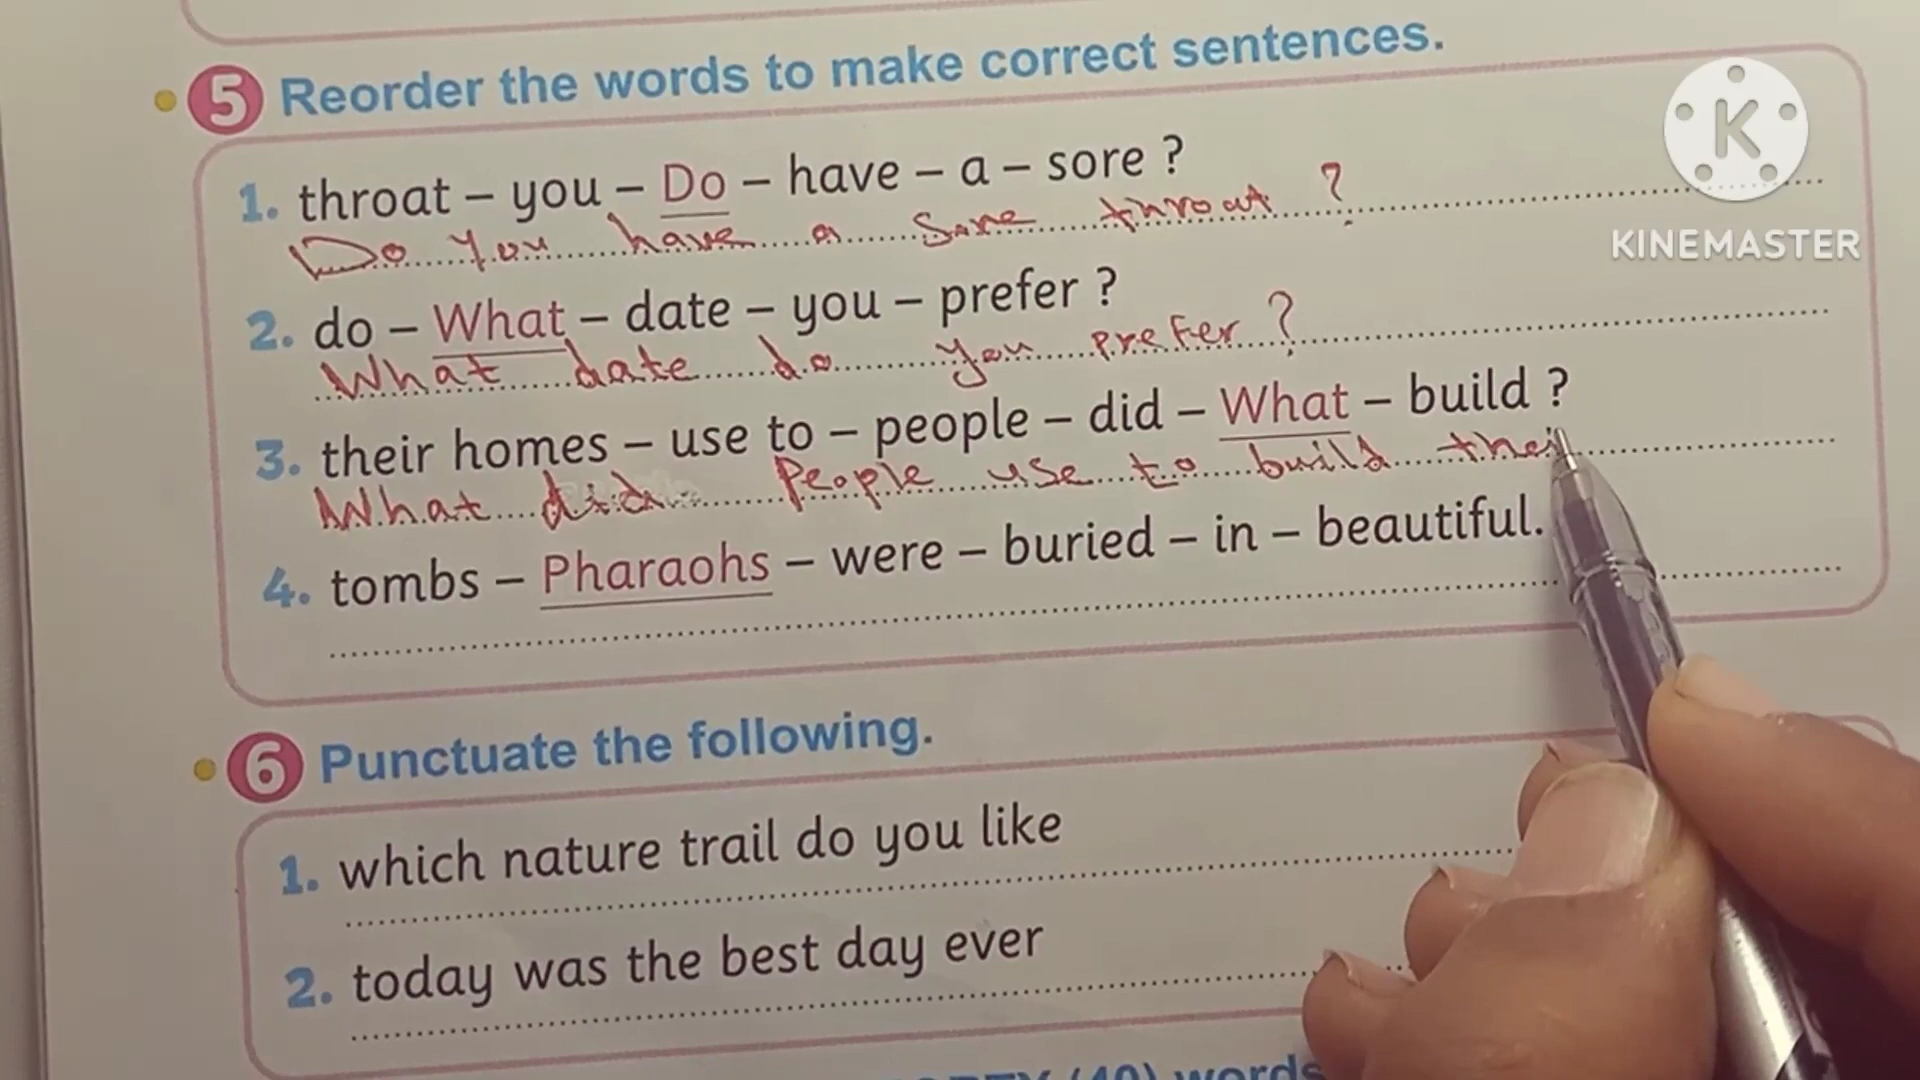 5 Reorder the words to make correct sentences.
K
KINEMASTER
1. throat – you – Do – have – a – sore ?
Do you have a sore throat ?
2. do – What – date – you – prefer ?
What date do you prefer ?
3. their homes – use to – people – did – What – build ?
What did People use to build thei
4. tombs – Pharaohs – were – buried – in – beautiful.
6 Punctuate the following.
1. which nature trail do you like
2. today was the best day ever
(40) words